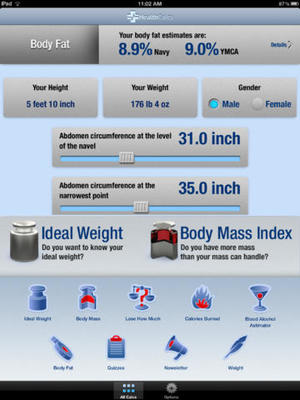 iPad
11:02 AM
HealthCalcs
Body Fat
Your body fat estimates are:
8.9% Navy 9.0% YMCA
Details
Your Height
5 feet 10 inch
Your Weight
176 lb 4 oz
Gender
Male Female
Abdomen circumference at the level
of the navel
31.0 inch
Abdomen circumference at the
narrowest point
35.0 inch
Ideal Weight
Do you want to know your
ideal weight?
Body Mass Index
Do you have more mass
than your mass can handle?
Ideal Weight Body Mass Lose How Much Calories Burned Blood Alcohol
Estimator
Body Fat Quizzes Newsletter Weight
All Calcs Options